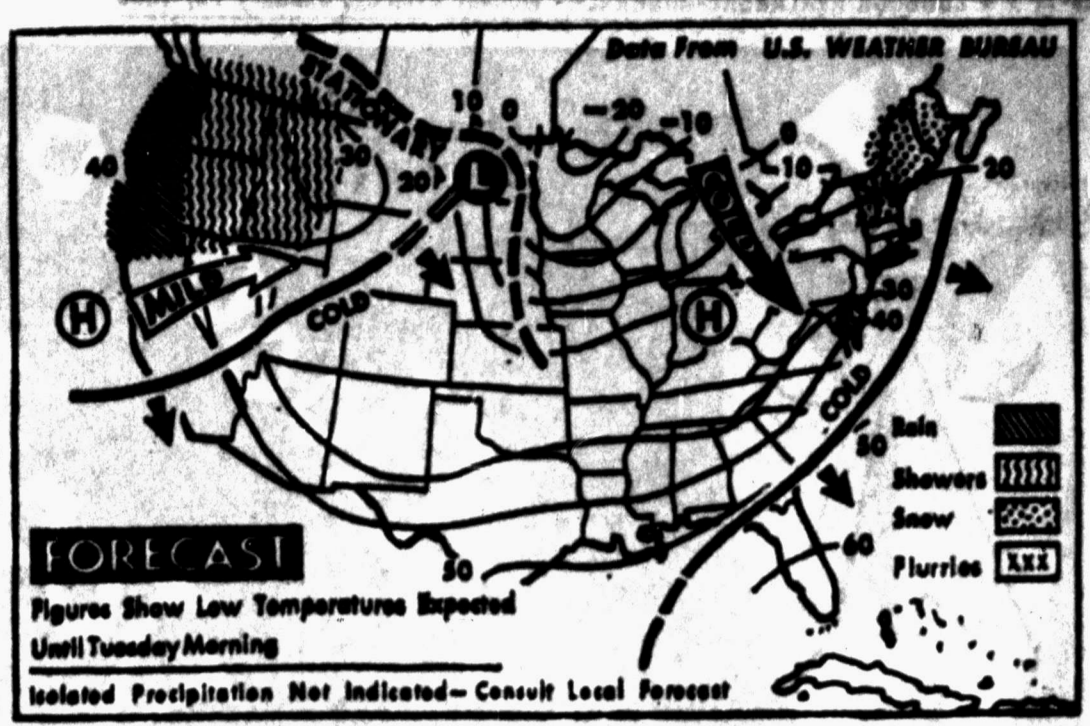 Data From U.S. WEATHER BUREAU
STATIONARY
10
0
-20
-10
0
-10
40
30
20
L
20
COLD
MILD
H
COLD
H
30
40
COLD
50
Rain
Showers
Snow
Flurries
XXX
60
50
FORECAST
Figures Show Low Temperatures Expected
Until Tuesday Morning
Isolated Precipitation Not Indicated— Consult Local Forecast